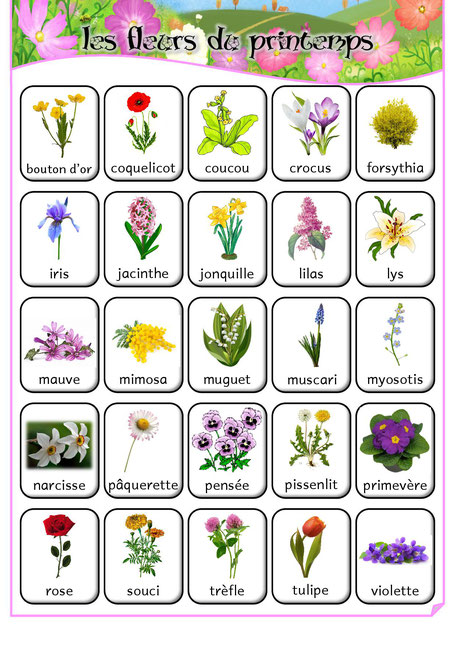 les fleurs du printemps
bouton d'or coquelicot coucou crocus forsythia
iris jacinthe jonquille lilas lys
mauve mimosa muguet muscari myosotis
narcisse pâquerette pensée pissenlit primevère
rose souci trèfle tulipe violette